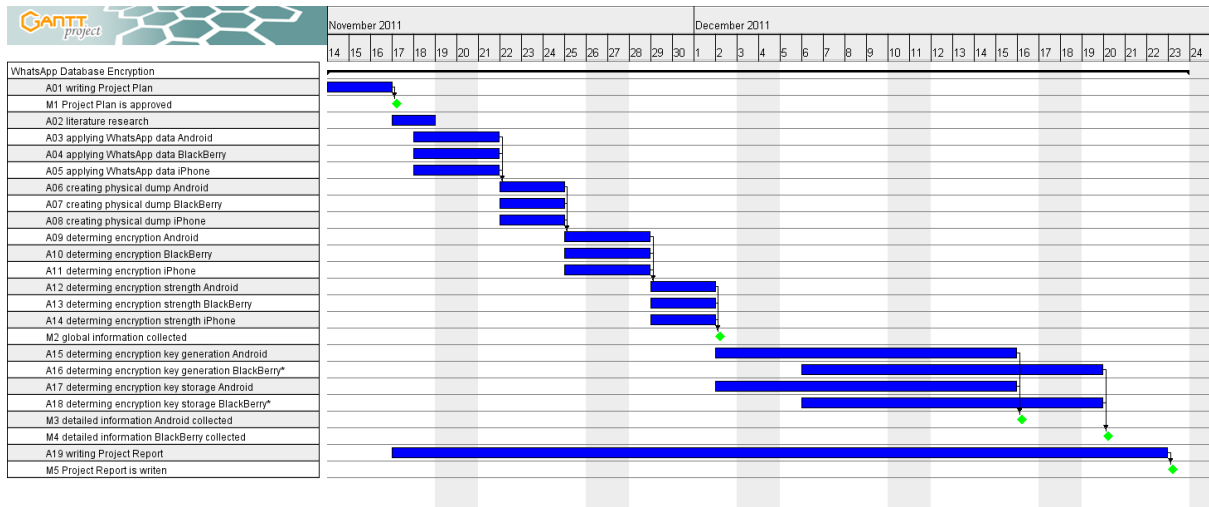 GANTT
project
November 2011
December 2011
14 15 16 17 18 19 20 21 22 23 24 25 26 27 28 29 30 1 2 3 4 5 6 7 8 9 10 11 12 13 14 15 16 17 18 19 20 21 22 23 24
WhatsApp Database Encryption
A01 writing Project Plan
M1 Project Plan is approved
A02 literature research
A03 applying WhatsApp data Android
A04 applying WhatsApp data BlackBerry
A05 applying WhatsApp data iPhone
A06 creating physical dump Android
A07 creating physical dump BlackBerry
A08 creating physical dump iPhone
A09 determing encryption Android
A10 determing encryption BlackBerry
A11 determing encryption iPhone
A12 determing encryption strength Android
A13 determing encryption strength BlackBerry
A14 determing encryption strength iPhone
M2 global information collected
A15 determing encryption key generation Android
A16 determing encryption key generation BlackBerry*
A17 determing encryption key storage Android
A18 determing encryption key storage BlackBerry*
M3 detailed information Android collected
M4 detailed information BlackBerry collected
A19 writing Project Report
M5 Project Report is writen